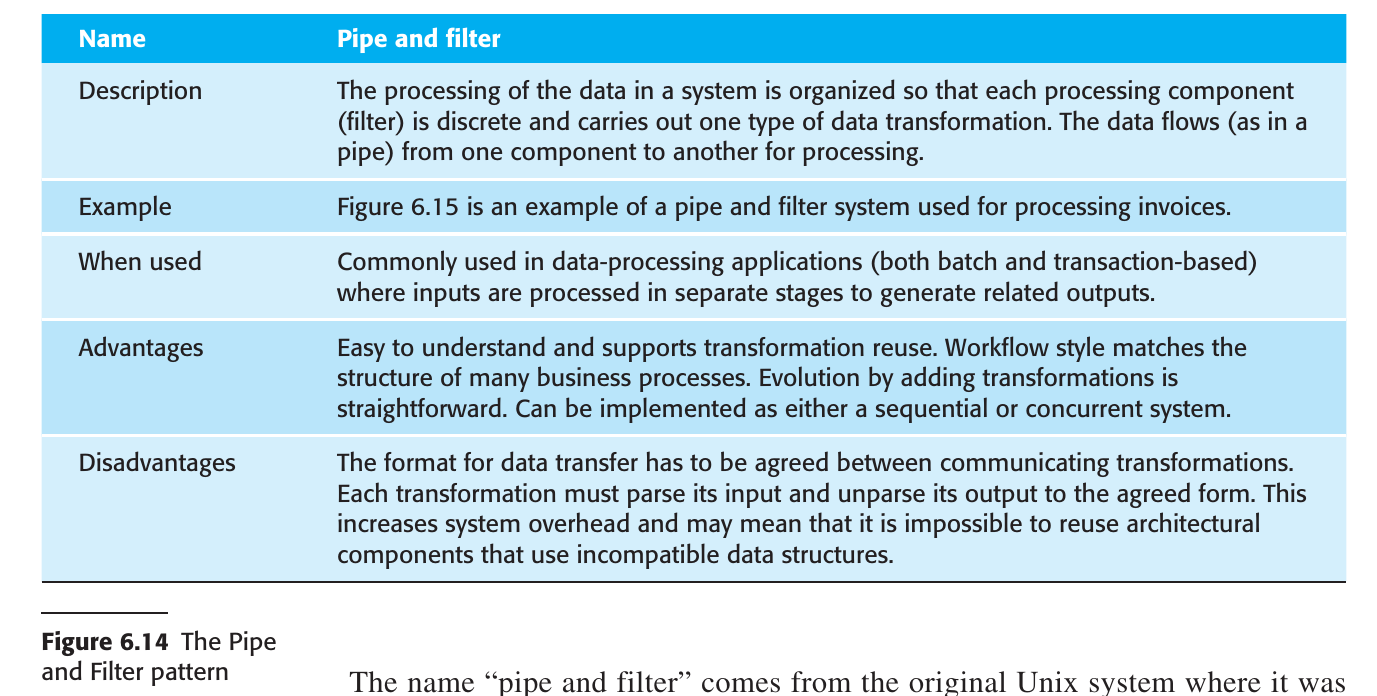 Name Pipe and filter
Description The processing of the data in a system is organized so that each processing component
(filter) is discrete and carries out one type of data transformation. The data flows (as in a
pipe) from one component to another for processing.
Example Figure 6.15 is an example of a pipe and filter system used for processing invoices.
When used Commonly used in data-processing applications (both batch and transaction-based)
where inputs are processed in separate stages to generate related outputs.
Advantages Easy to understand and supports transformation reuse. Workflow style matches the
structure of many business processes. Evolution by adding transformations is
straightforward. Can be implemented as either a sequential or concurrent system.
Disadvantages The format for data transfer has to be agreed between communicating transformations.
Each transformation must parse its input and unparse its output to the agreed form. This
increases system overhead and may mean that it is impossible to reuse architectural
components that use incompatible data structures.
Figure 6.14 The Pipe
and Filter pattern
The name “pipe and filter” comes from the original Unix system where it was